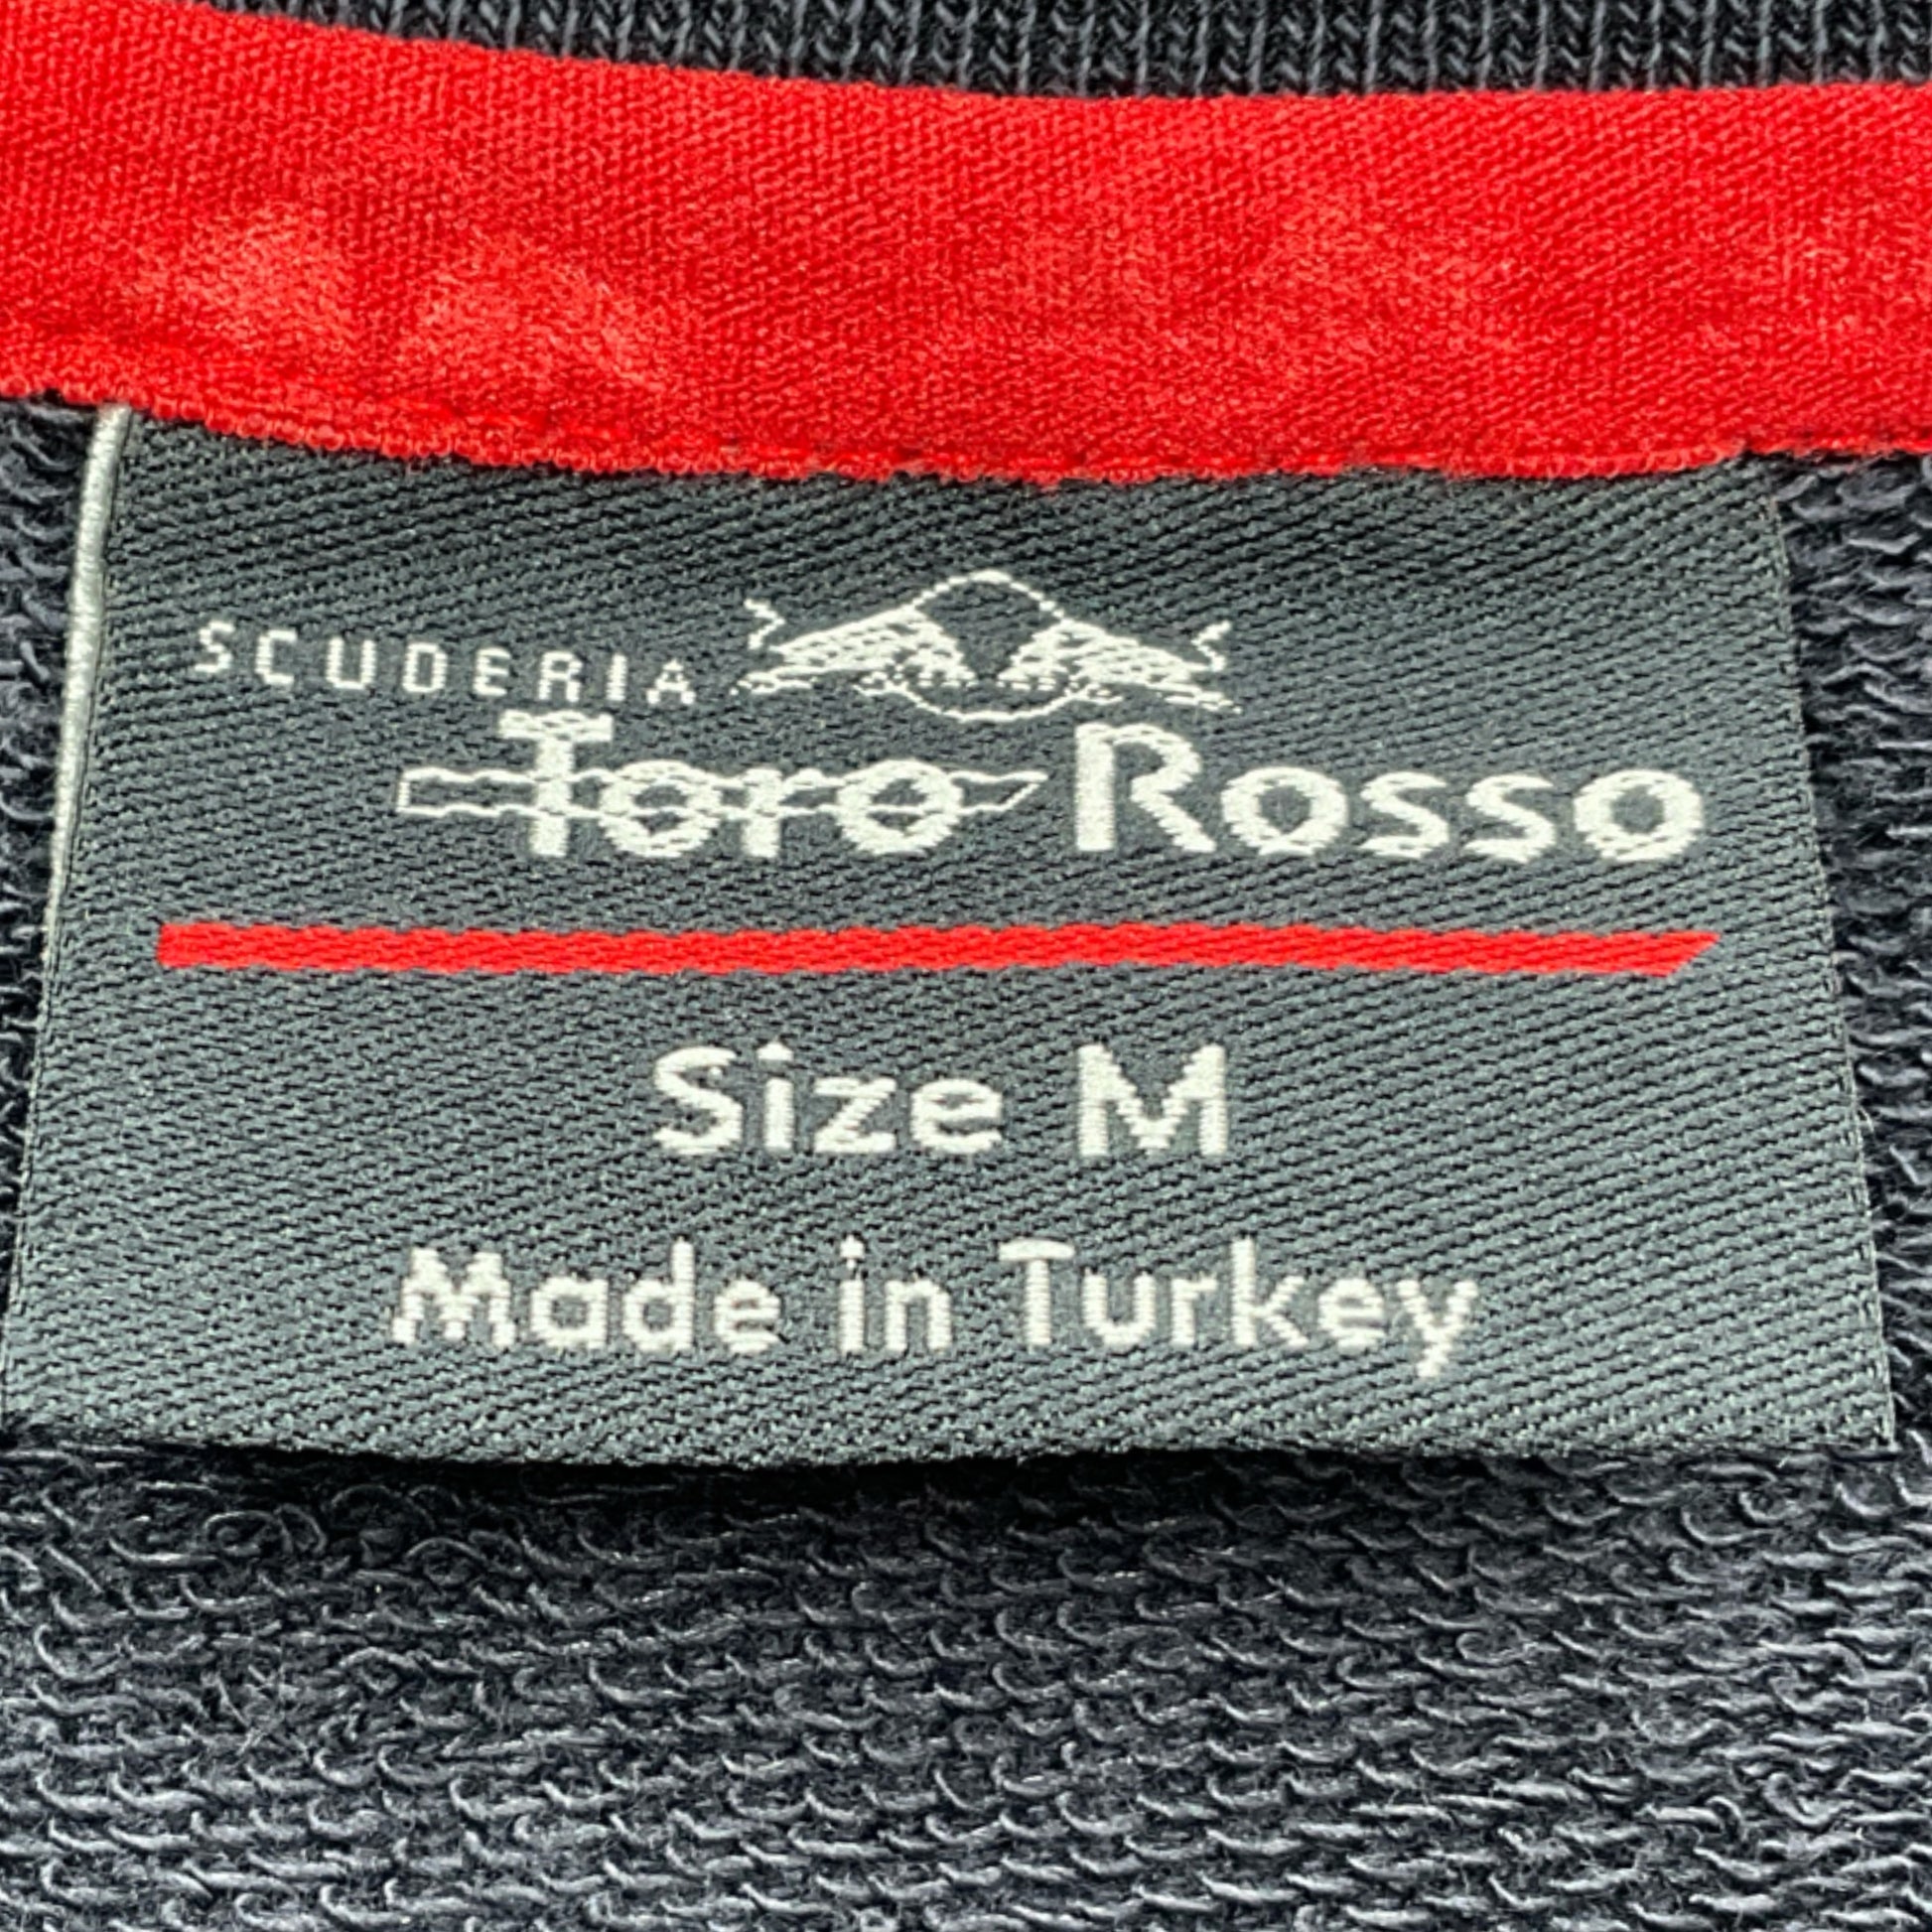 SCUDERIA
Toro Rosso
Size M
Made in Turkey